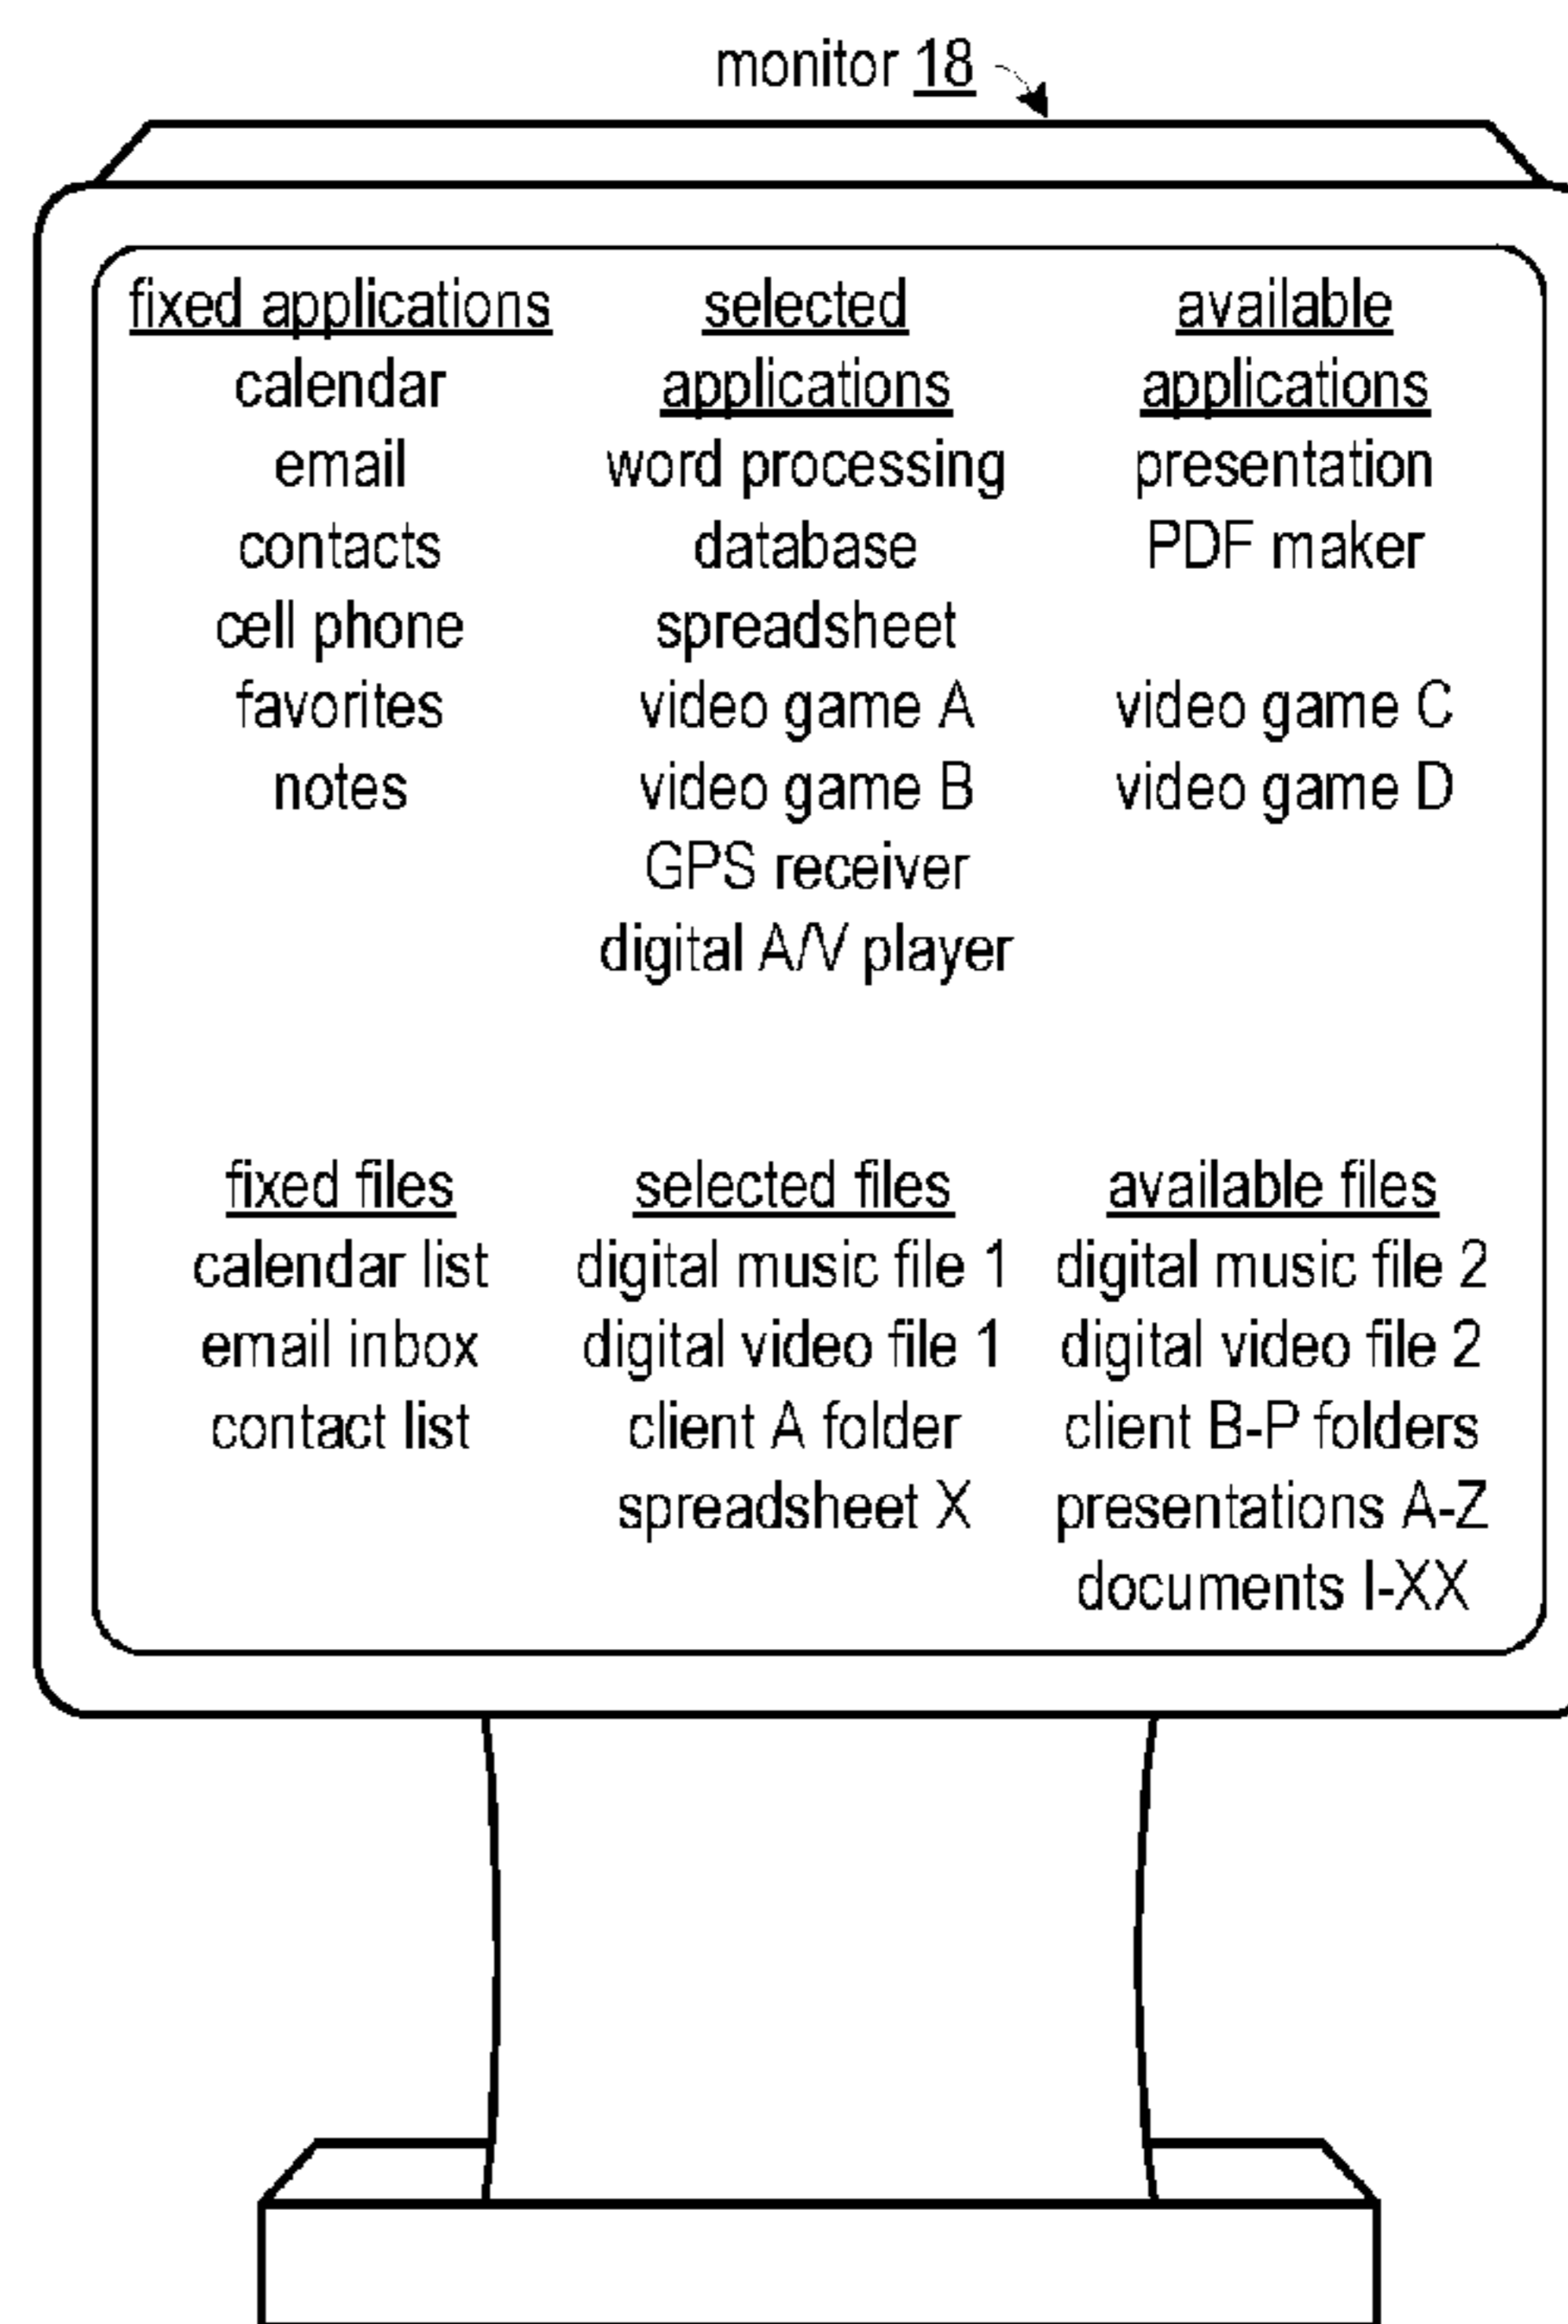 monitor 18
fixed applications
calendar
email
contacts
cell phone
favorites
notes
selected
applications
word processing
database
spreadsheet
video game A
video game B
GPS receiver
digital A/V player
available
applications
presentation
PDF maker
video game C
video game D
fixed files
calendar list
email inbox
contact list
selected files
digital music file 1
digital video file 1
client A folder
spreadsheet X
available files
digital music file 2
digital video file 2
client B-P folders
presentations A-Z
documents I-XX